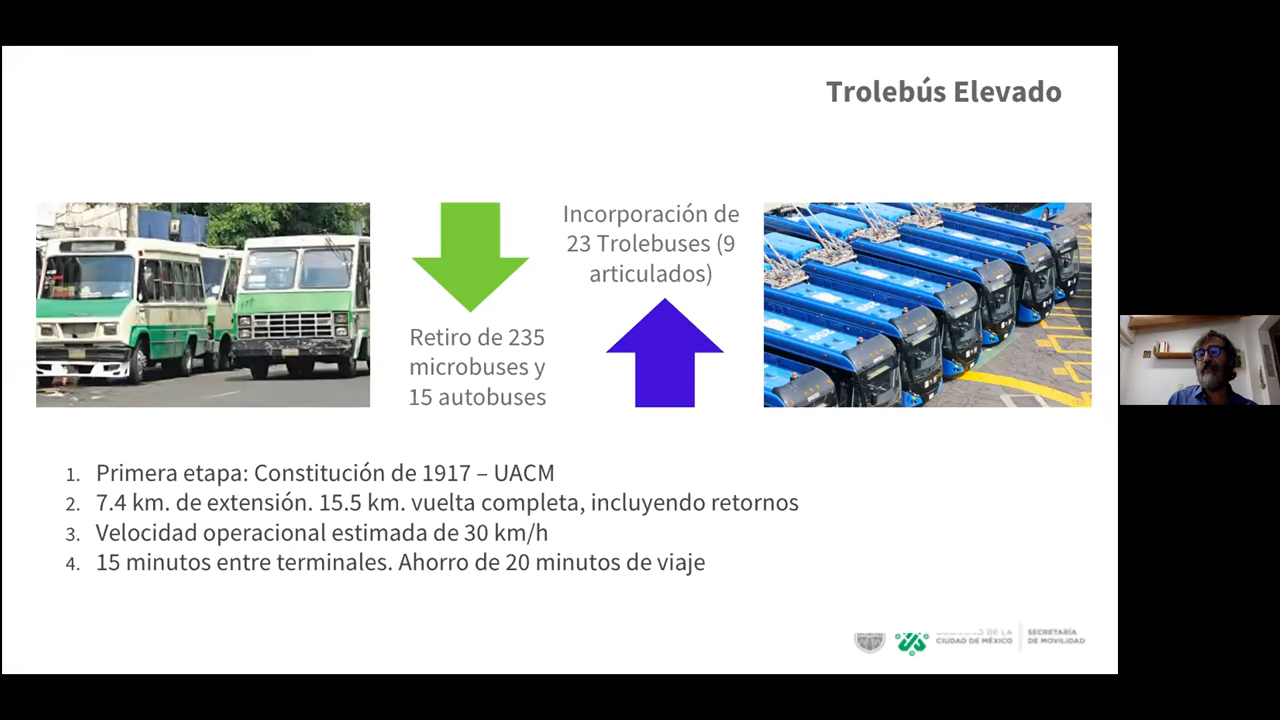 Trolebús Elevado
Incorporación de
23 Trolebuses (9
articulados)
Retiro de 235
microbuses y
15 autobuses
1. Primera etapa: Constitución de 1917 – UACM
2. 7.4 km. de extensión. 15.5 km. vuelta completa, incluyendo retornos
3. Velocidad operacional estimada de 30 km/h
4. 15 minutos entre terminales. Ahorro de 20 minutos de viaje
DE LA
CIUDAD DE MÉXICO
SECRETARÍA
DE MOVILIDAD